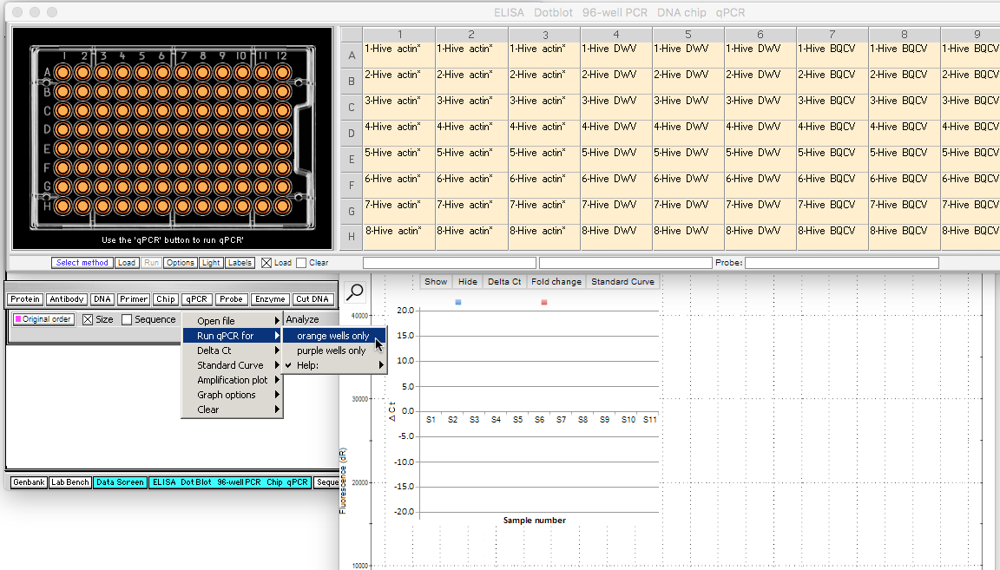 ELISA Dotblot 96-well PCR DNA chip qPCR
1 2 3 4 5 6 7 8 9 10 11 12
A
B
C
D
E
F
G
H
Use the 'qPCR' button to run qPCR'
1 2 3 4 5 6 7 8 9
A 1-Hive actin* 1-Hive actin* 1-Hive actin* 1-Hive DWV 1-Hive DWV 1-Hive DWV 1-Hive BQCV 1-Hive BQCV 1-Hive BQCV
B 2-Hive actin* 2-Hive actin* 2-Hive actin* 2-Hive DWV 2-Hive DWV 2-Hive DWV 2-Hive BQCV 2-Hive BQCV 2-Hive BQCV
C 3-Hive actin* 3-Hive actin* 3-Hive actin* 3-Hive DWV 3-Hive DWV 3-Hive DWV 3-Hive BQCV 3-Hive BQCV 3-Hive BQCV
D 4-Hive actin* 4-Hive actin* 4-Hive actin* 4-Hive DWV 4-Hive DWV 4-Hive DWV 4-Hive BQCV 4-Hive BQCV 4-Hive BQCV
E 5-Hive actin* 5-Hive actin* 5-Hive actin* 5-Hive DWV 5-Hive DWV 5-Hive DWV 5-Hive BQCV 5-Hive BQCV 5-Hive BQCV
F 6-Hive actin* 6-Hive actin* 6-Hive actin* 6-Hive DWV 6-Hive DWV 6-Hive DWV 6-Hive BQCV 6-Hive BQCV 6-Hive BQCV
G 7-Hive actin* 7-Hive actin* 7-Hive actin* 7-Hive DWV 7-Hive DWV 7-Hive DWV 7-Hive BQCV 7-Hive BQCV 7-Hive BQCV
H 8-Hive actin* 8-Hive actin* 8-Hive actin* 8-Hive DWV 8-Hive DWV 8-Hive DWV 8-Hive BQCV 8-Hive BQCV 8-Hive BQCV
Select method Load Run Options Light Labels Load Clear Probe:
Protein Antibody DNA Primer Chip qPCR Probe Enzyme Cut DNA
Original order Size Sequence
Open file
Run qPCR for
Delta Ct
Standard Curve
Amplification plot
Graph options
Clear
Analyze
orange wells only
purple wells only
Help:
Genbank Lab Bench Data Screen ELISA Dot Blot 96-well PCR Chip qPCR Seque
Show Hide Delta Ct Fold change Standard Curve
40000
30000
20000
10000
Fluorescence (dR)
20.0
15.0
10.0
5.0
0.0
-5.0
-10.0
-15.0
-20.0
Δ C t
S1 S2 S3 S4 S5 S6 S7 S8 S9 S10 S11
Sample number